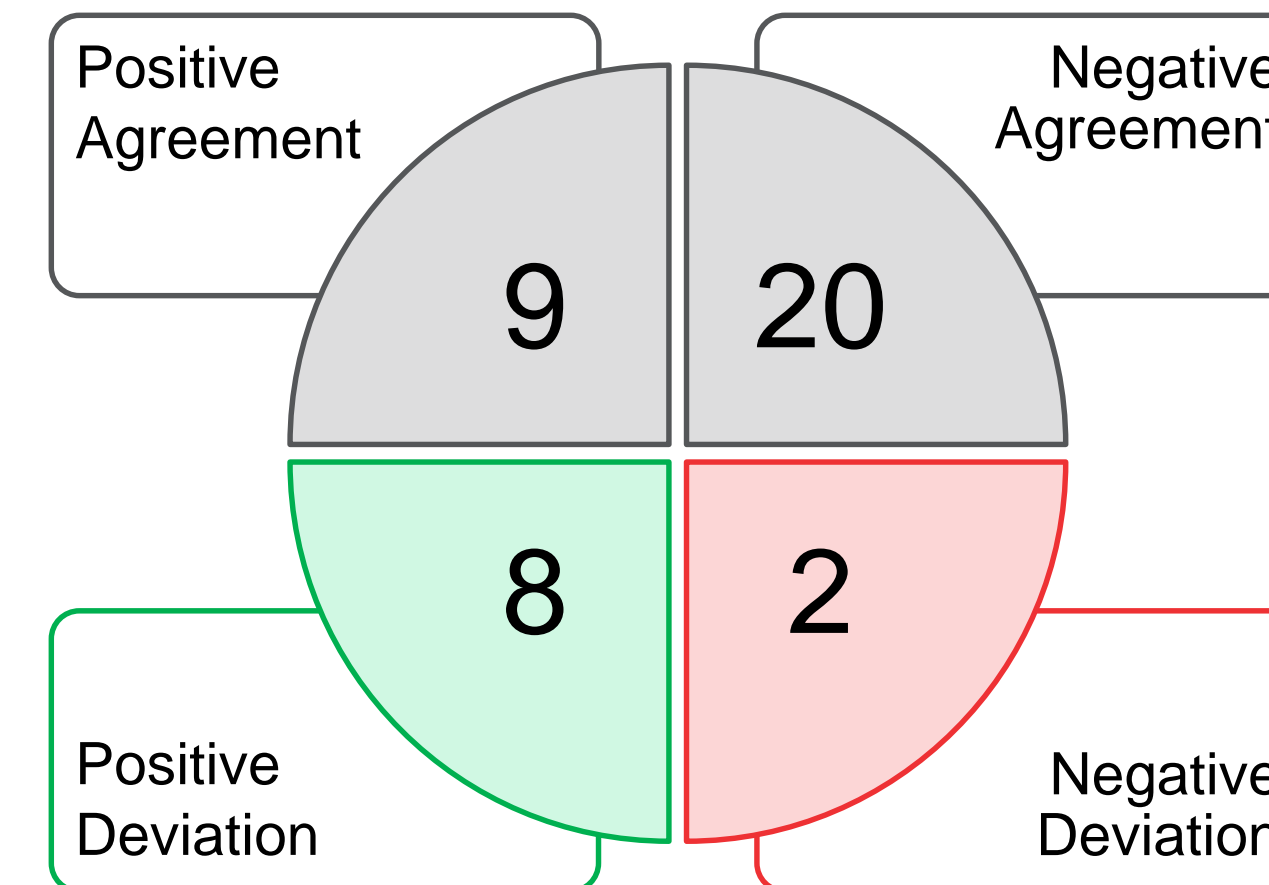 Positive
Agreement
Negative
Agreement
9
20
8
2
Positive
Deviation
Negative
Deviation